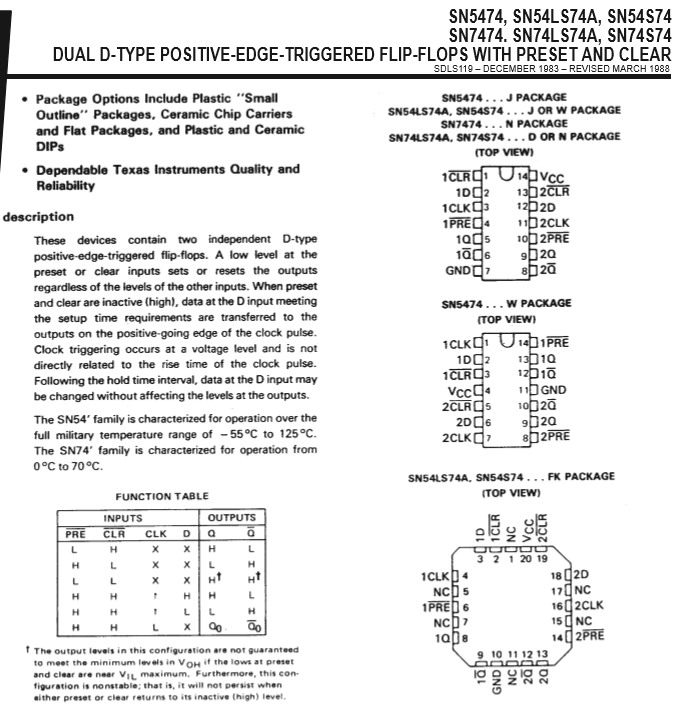 SN5474, SN54LS74A, SN54S74
SN7474. SN74LS74A, SN74S74
DUAL D-TYPE POSITIVE-EDGE-TRIGGERED FLIP-FLOPS WITH PRESET AND CLEAR
SDLS119 – DECEMBER 1983 – REVISED MARCH 1988
• Package Options Include Plastic "Small
Outline" Packages, Ceramic Chip Carriers
and Flat Packages, and Plastic and Ceramic
DIPs
• Dependable Texas Instruments Quality and
Reliability
description
These devices contain two independent D-type
positive-edge-triggered flip-flops. A low level at the
preset or clear inputs sets or resets the outputs
regardless of the levels of the other inputs. When preset
and clear are inactive (high), data at the D input meeting
the setup time requirements are transferred to the
outputs on the positive-going edge of the clock pulse.
Clock triggering occurs at a voltage level and is not
directly related to the rise time of the clock pulse.
Following the hold time interval, data at the D input may
be changed without affecting the levels at the outputs.
The SN54' family is characterized for operation over the
full military temperature range of −55°C to 125°C.
The SN74' family is characterized for operation from
0°C to 70°C.
FUNCTION TABLE
INPUTS OUTPUTS
P̅R̅E̅ C̅L̅R̅ CLK D Q Q̅
L H X X H L
H L X X L H
L L X X H† H†
H H ↑ H H L
H H ↑ L L H
H H L X Q0 Q̅0
† The output levels in this configuration are not guaranteed
to meet the minimum levels in VOH if the lows at preset
and clear are near VIL maximum. Furthermore, this con-
figuration is nonstable; that is, it will not persist when
either preset or clear returns to its inactive (high) level.
SN5474 . . . J PACKAGE
SN54LS74A, SN54S74 . . . J OR W PACKAGE
SN7474 . . . N PACKAGE
SN74LS74A, SN74S74 . . . D OR N PACKAGE
(TOP VIEW)
1C̅L̅R̅ 1 14 VCC
1D 2 13 2C̅L̅R̅
1CLK 3 12 2D
1P̅R̅E̅ 4 11 2CLK
1Q 5 10 2P̅R̅E̅
1Q̅ 6 9 2Q
GND 7 8 2Q̅
SN5474 . . . W PACKAGE
(TOP VIEW)
1CLK 1 14 1P̅R̅E̅
1D 2 13 1Q
1C̅L̅R̅ 3 12 1Q̅
VCC 4 11 GND
2C̅L̅R̅ 5 10 2Q̅
2D 6 9 2Q
2CLK 7 8 2P̅R̅E̅
SN54LS74A, SN54S74 . . . FK PACKAGE
(TOP VIEW)
1D 1C̅L̅R̅ NC VCC 2C̅L̅R̅
3 2 1 20 19
1CLK 4 18 2D
NC 5 17 NC
1P̅R̅E̅ 6 16 2CLK
NC 7 15 NC
1Q 8 14 2P̅R̅E̅
9 10 11 12 13
1Q̅ GND NC 2Q̅ 2Q